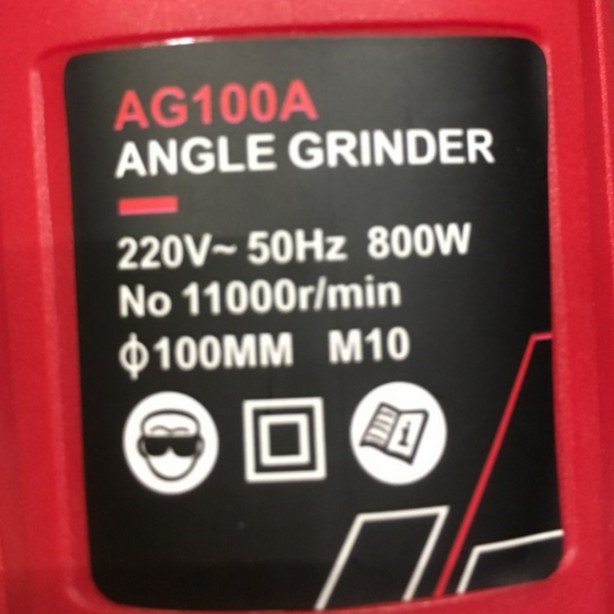 AG100A
ANGLE GRINDER
220V~ 50Hz 800W
No 11000r/min
ϕ100MM M10